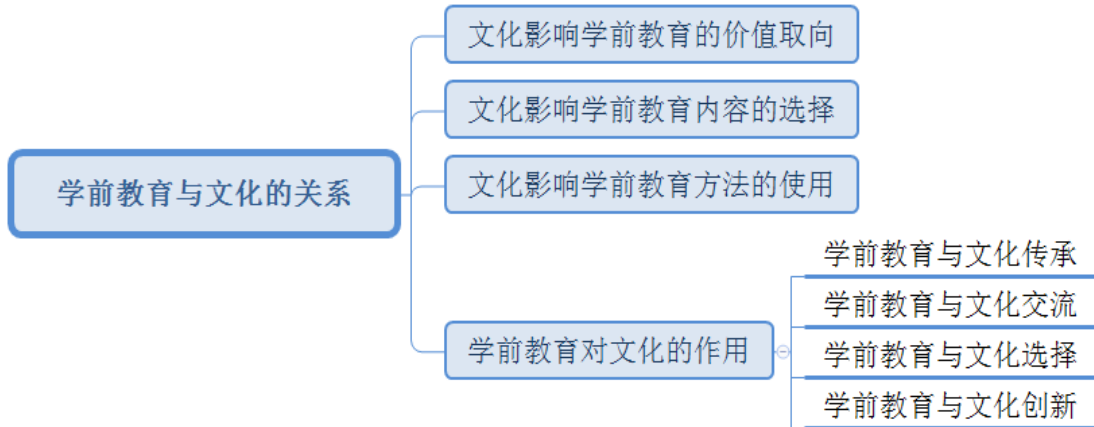 文化影响学前教育的价值取向
文化影响学前教育内容的选择
学前教育与文化的关系
文化影响学前教育方法的使用
学前教育对文化的作用
学前教育与文化传承
学前教育与文化交流
学前教育与文化选择
学前教育与文化创新